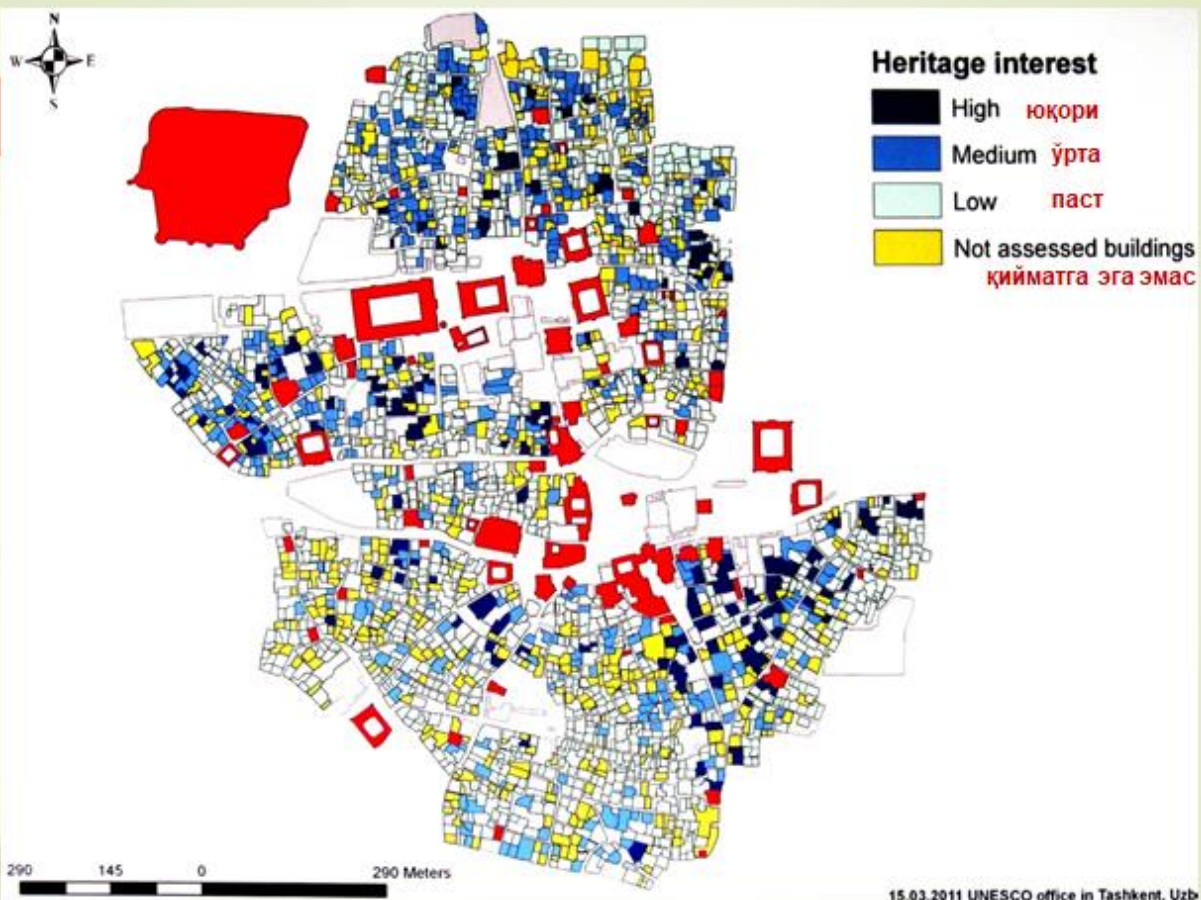 N
W E
S
Heritage interest
High юқори
Medium ўрта
Low паст
Not assessed buildings
қийматга эга эмас
290 145 0 290 Meters
15.03.2011 UNESCO office in Tashkent, Uzb